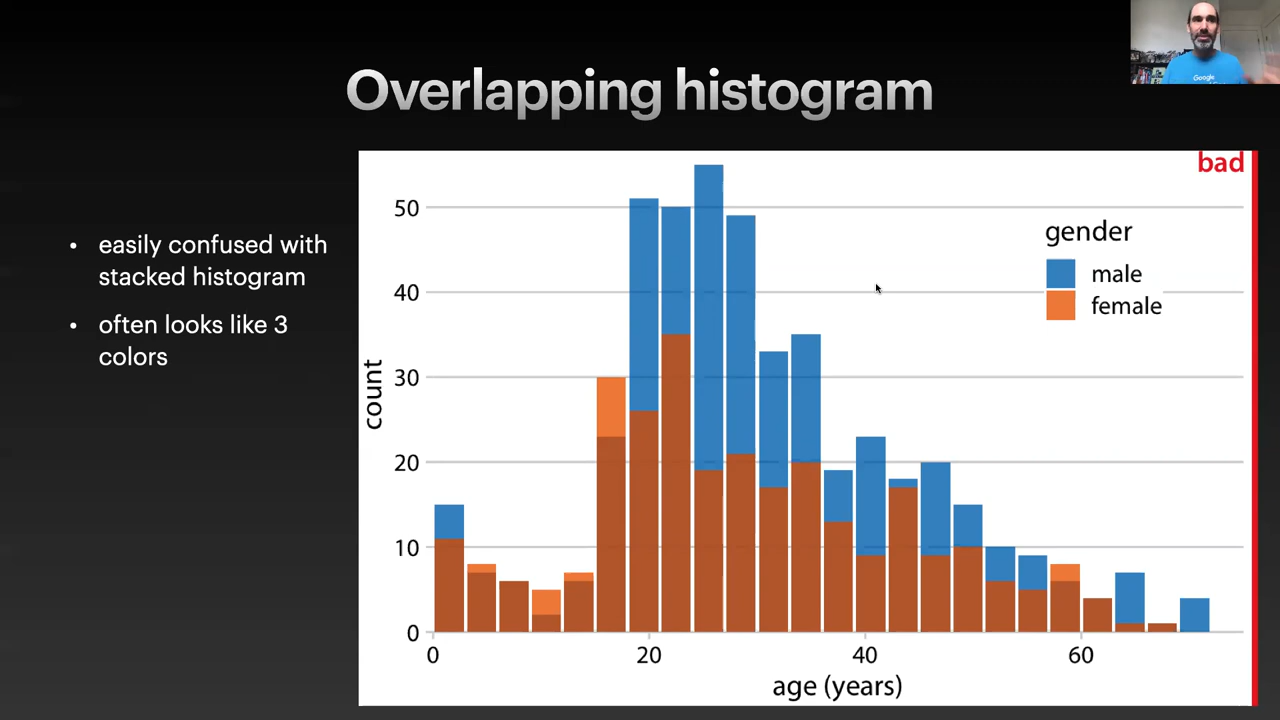 Overlapping histogram
Google
• easily confused with
stacked histogram
• often looks like 3
colors
bad
gender
male
female
count
50
40
30
20
10
0
0 20 40 60
age (years)